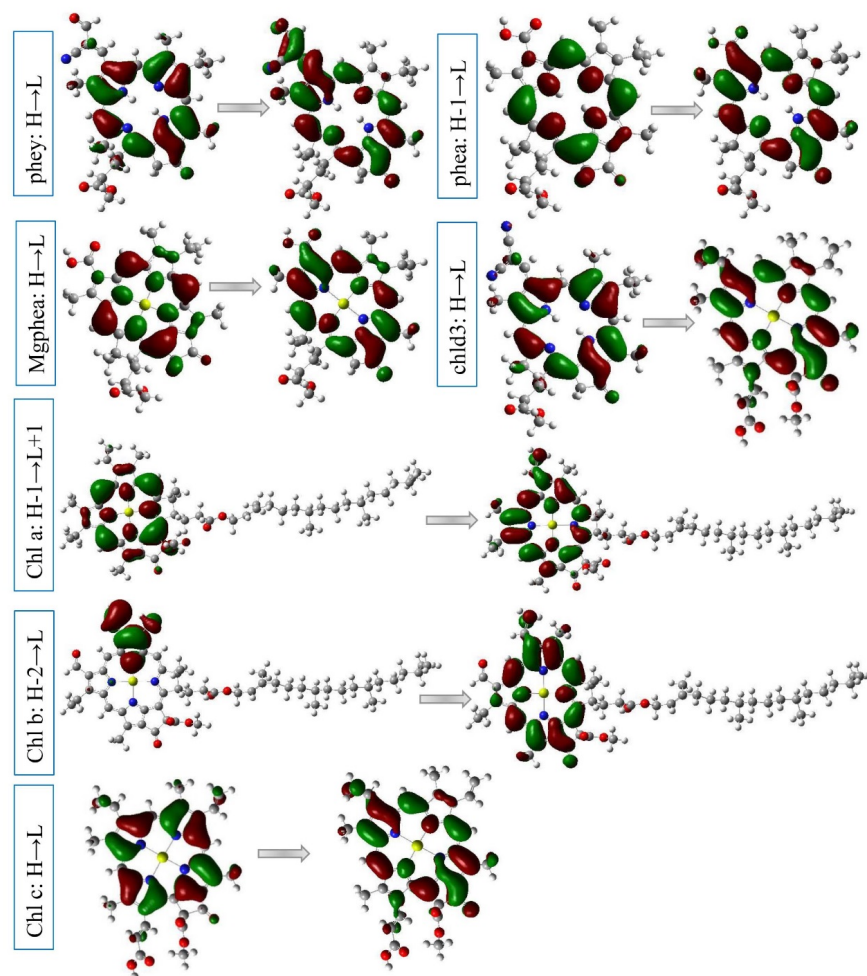 phey: H→L
phea: H-1→L
Mgphea: H→L
chld3: H→L
Chl a: H-1→L+1
Chl b: H-2→L
Chl c: H→L